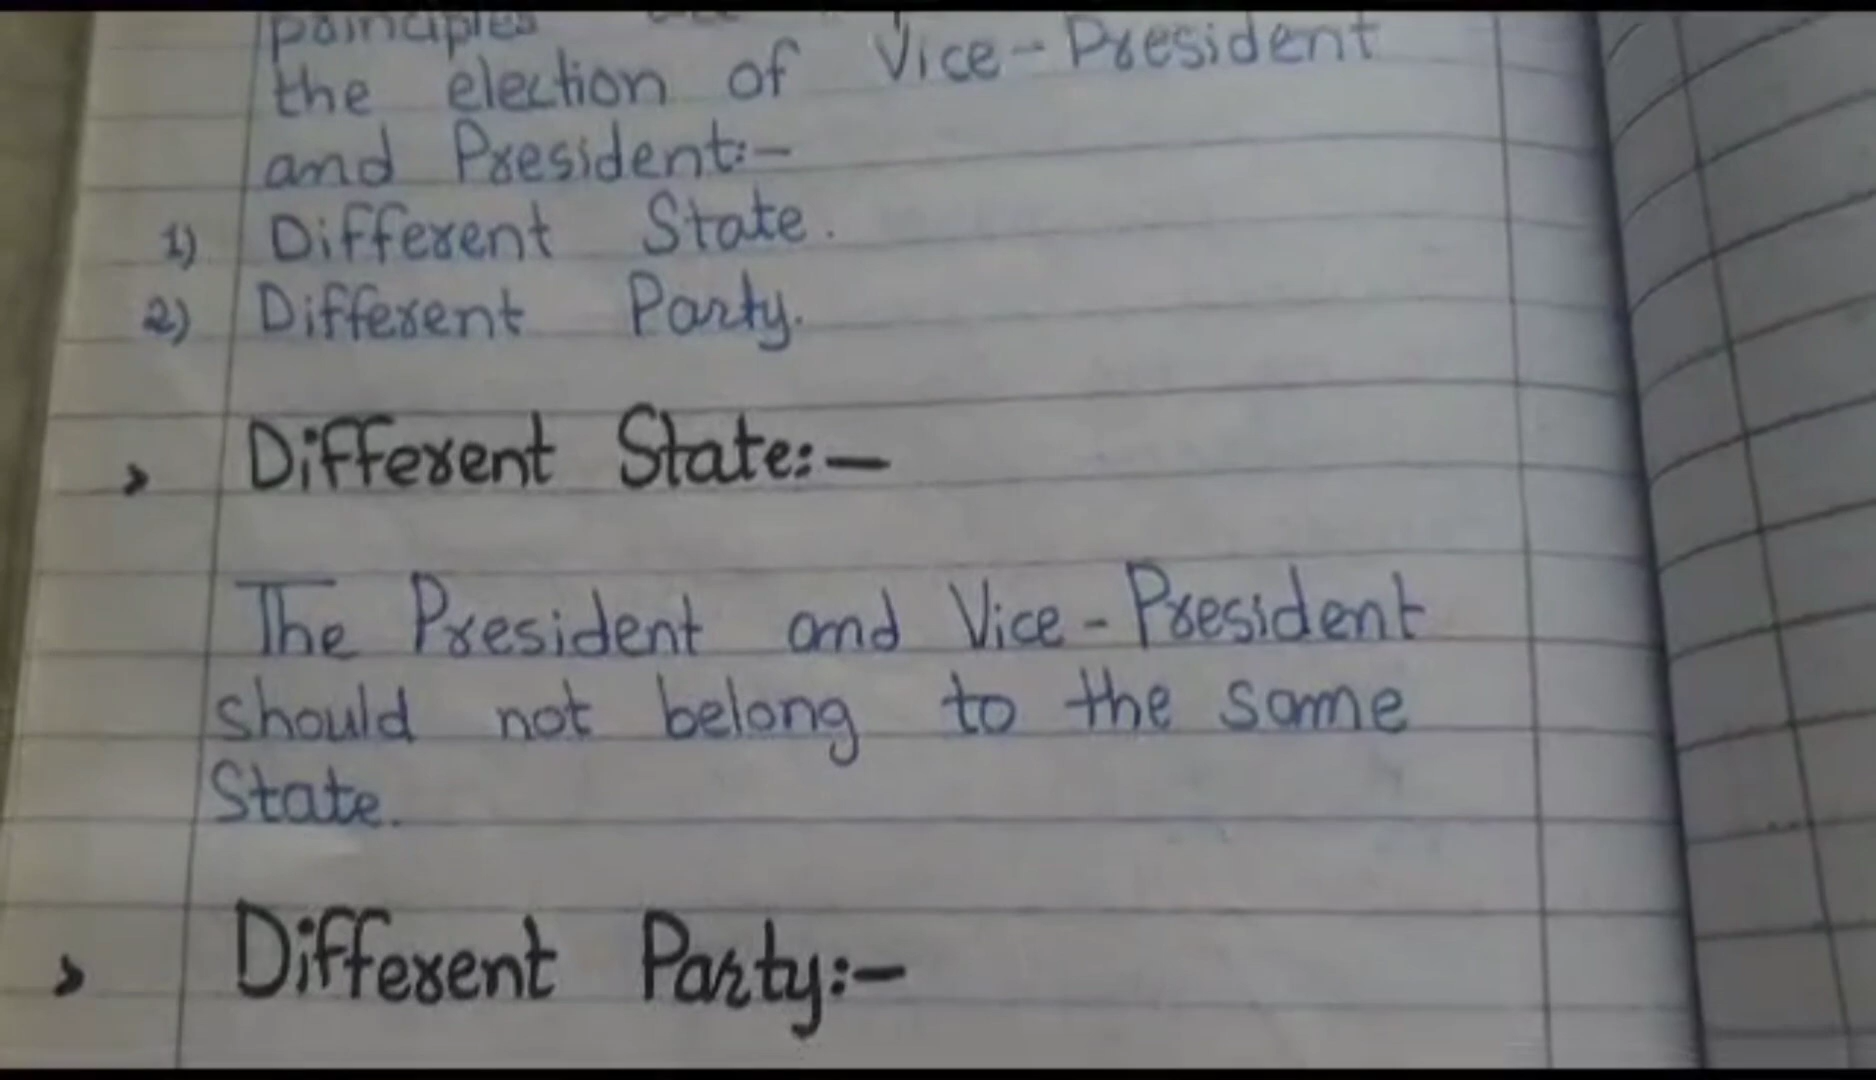 principles
the election of Vice-President
and President:-
1) Different State.
2) Different Party.
> Different State:-
The President and Vice-President
should not belong to the same
State.
> Different Party:-